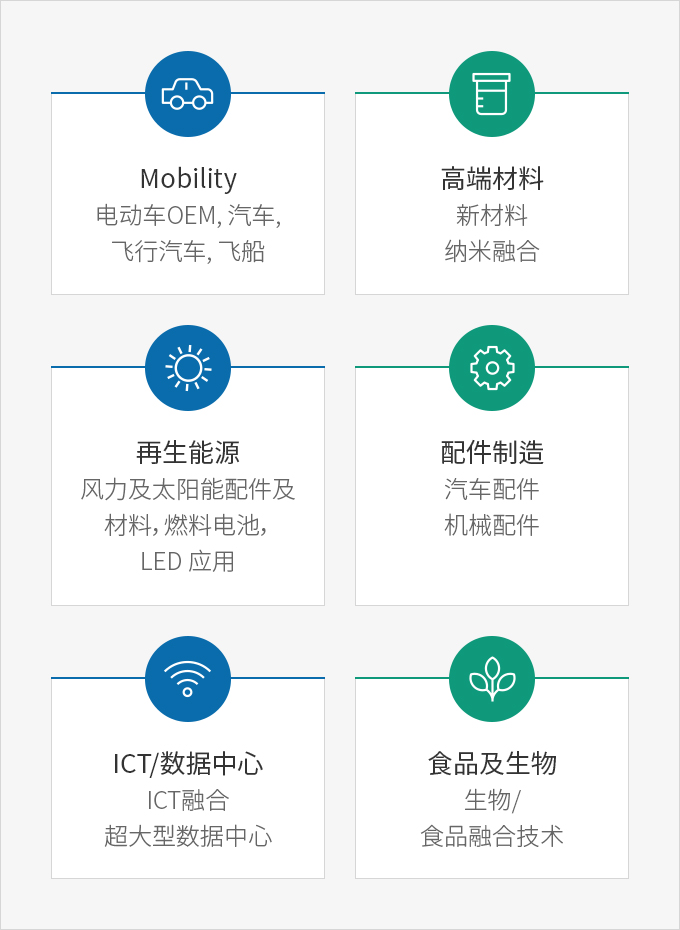 Mobility
电动车OEM, 汽车,
飞行汽车, 飞船
高端材料
新材料
纳米融合
再生能源
风力及太阳能配件及
材料，燃料电池，
LED 应用
配件制造
汽车配件
机械配件
ICT/数据中心
ICT融合
超大型数据中心
食品及生物
生物/
食品融合技术